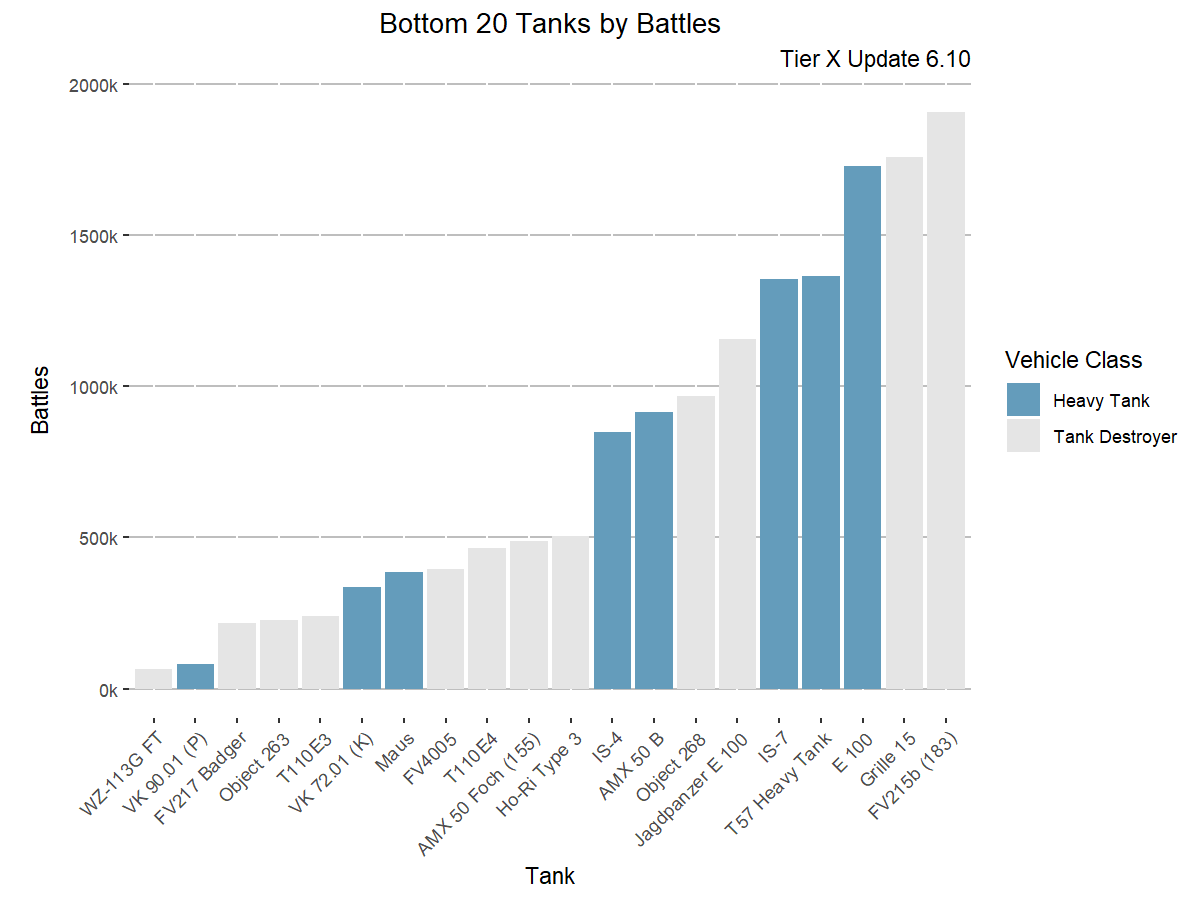 Bottom 20 Tanks by Battles
Tier X Update 6.10
2000k
1500k
1000k
500k
0k
Battles
WZ-113G FT
VK 90.01 (P)
FV217 Badger
Object 263
T110E3
VK 72.01 (K)
Maus
FV4005
T110E4
AMX 50 Foch (155)
Ho-Ri Type 3
IS-4
AMX 50 B
Object 268
Jagdpanzer E 100
IS-7
T57 Heavy Tank
E 100
Grille 15
FV215b (183)
Tank
Vehicle Class
Heavy Tank
Tank Destroyer